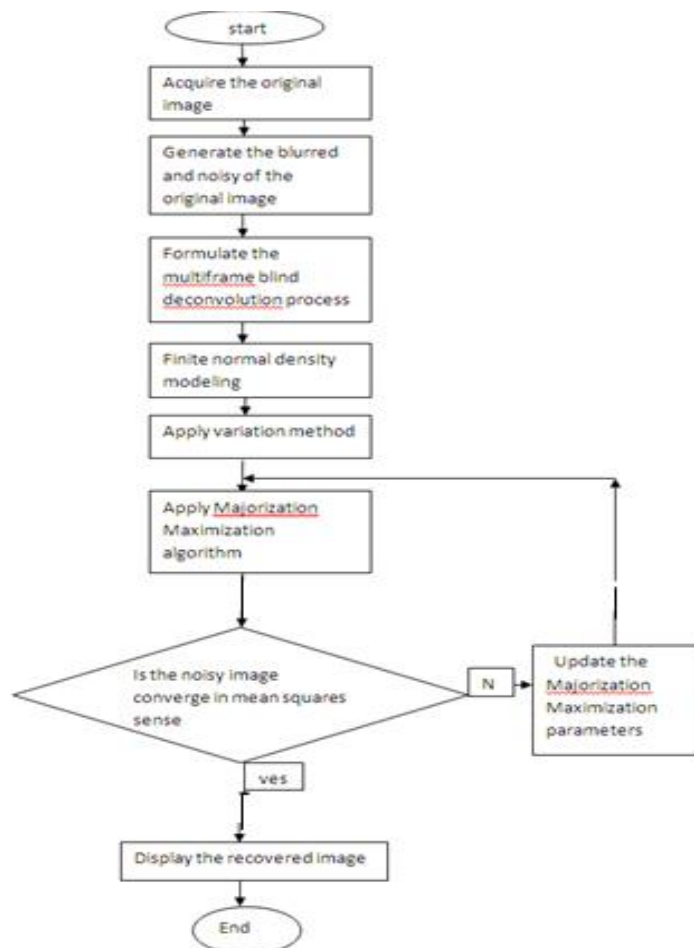 start
Acquire the original
image
Generate the blurred
and noisy of the
original image
Formulate the
multiframe blind
deconvolution process
Finite normal density
modeling
Apply variation method
Apply Majorization
Maximization
algorithm
Is the noisy image
converge in mean squares
sense
N
Update the
Majorization
Maximization
parameters
yes
Display the recovered image
End